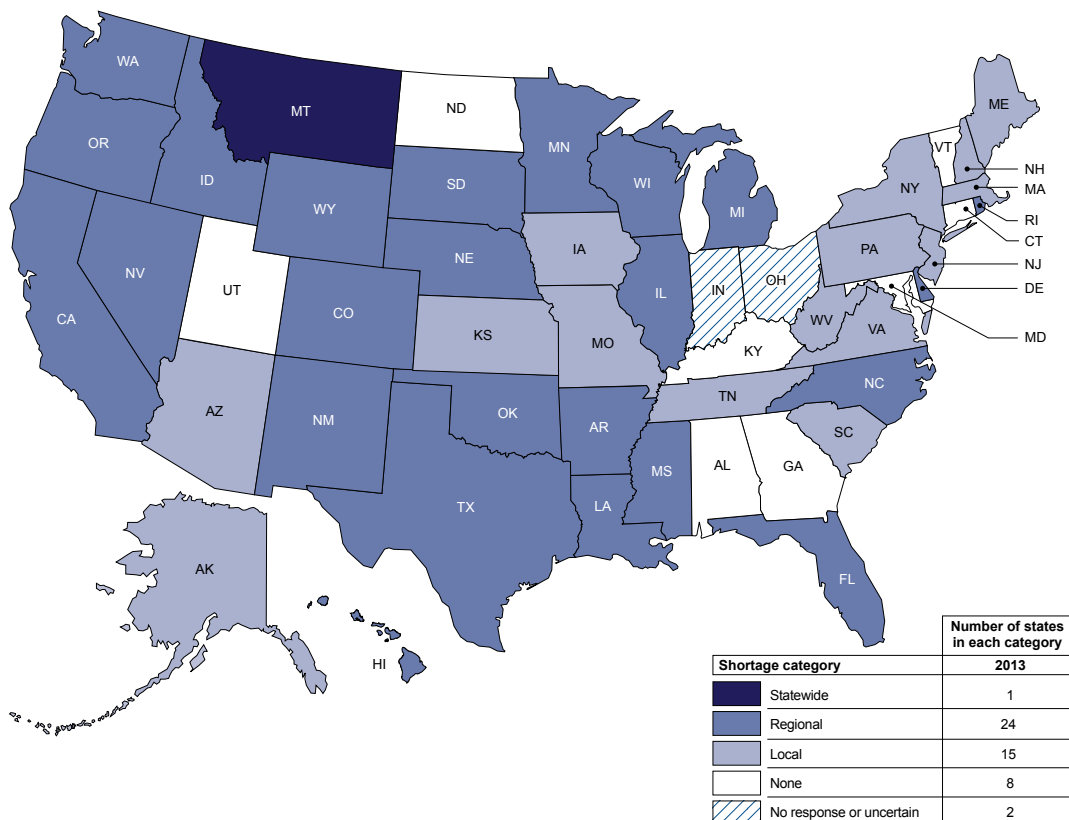 WA
MT
ND
ME
VT
MN
OR
NH
ID
SD
WI
NY
MA
WY
MI
RI
CT
IA
PA
NE
NJ
NV
OH
IN
IL
DE
UT
CO
CA
WV
KS
VA
MO
MD
KY
NC
TN
AZ
OK
NM
AR
SC
MS
AL
GA
TX
LA
AK
FL
HI
Number of states
in each category
Shortage category 2013
Statewide 1
Regional 24
Local 15
None 8
No response or uncertain 2